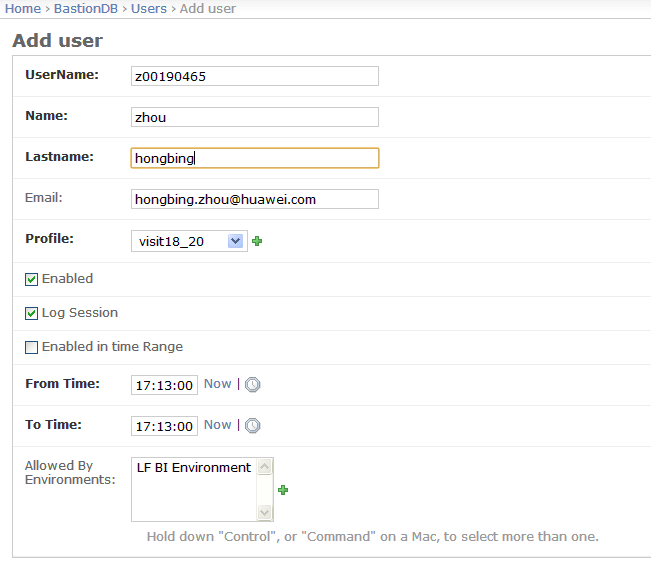 Home › BastionDB › Users › Add user
Add user
UserName: z00190465
Name: zhou
Lastname: hongbing
Email: hongbing.zhou@huawei.com
Profile: visit18_20
Enabled
Log Session
Enabled in time Range
From Time: 17:13:00 Now |
To Time: 17:13:00 Now |
Allowed By LF BI Environment
Environments:
Hold down "Control", or "Command" on a Mac, to select more than one.